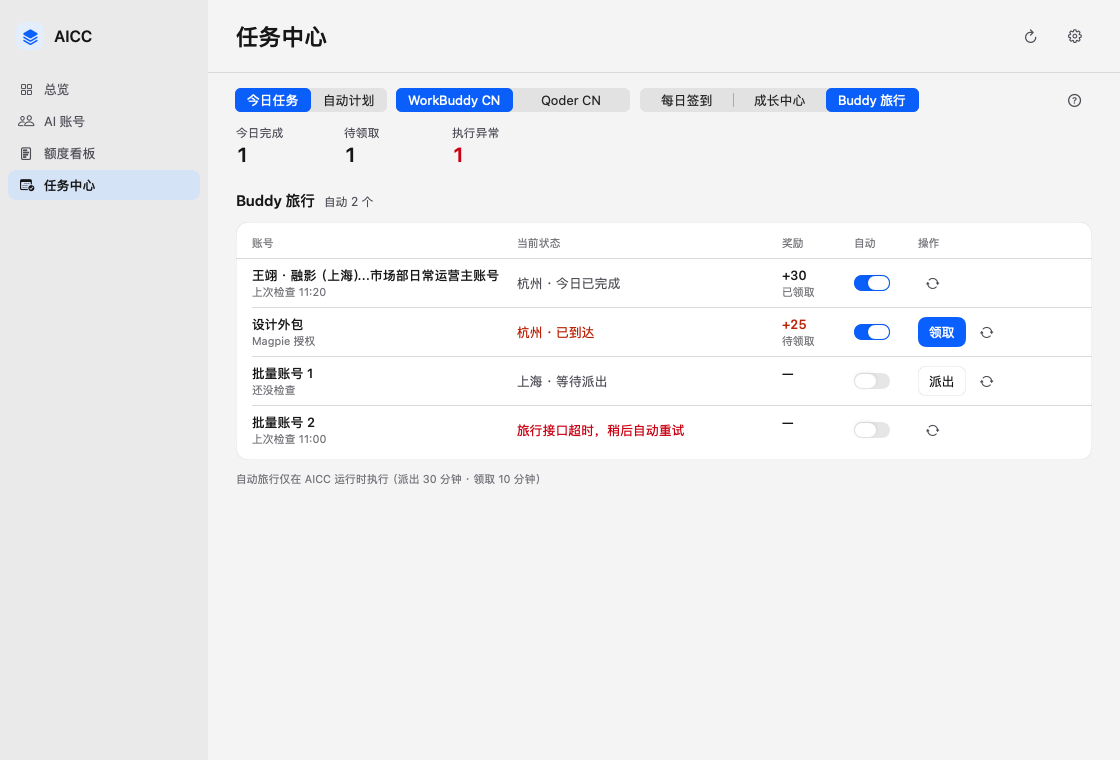 AICC
总览
AI 账号
额度看板
任务中心
任务中心
今日任务 自动计划 WorkBuddy CN Qoder CN 每日签到 成长中心 Buddy 旅行
今日完成 待领取 执行异常
1 1 1
Buddy 旅行 自动 2 个
账号 当前状态 奖励 自动 操作
王翊 · 融影 (上海)...市场部日常运营主账号
上次检查 11:20
杭州 · 今日已完成
+30
已领取
设计外包
Magpie 授权
杭州 · 已到达
+25
待领取
领取
批量账号 1
还没检查
上海 · 等待派出
—
派出
批量账号 2
上次检查 11:00
旅行接口超时，稍后自动重试
—
自动旅行仅在 AICC 运行时执行 (派出 30 分钟 · 领取 10 分钟)